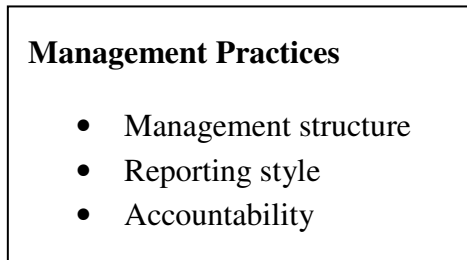 Management Practices
• Management structure
• Reporting style
• Accountability